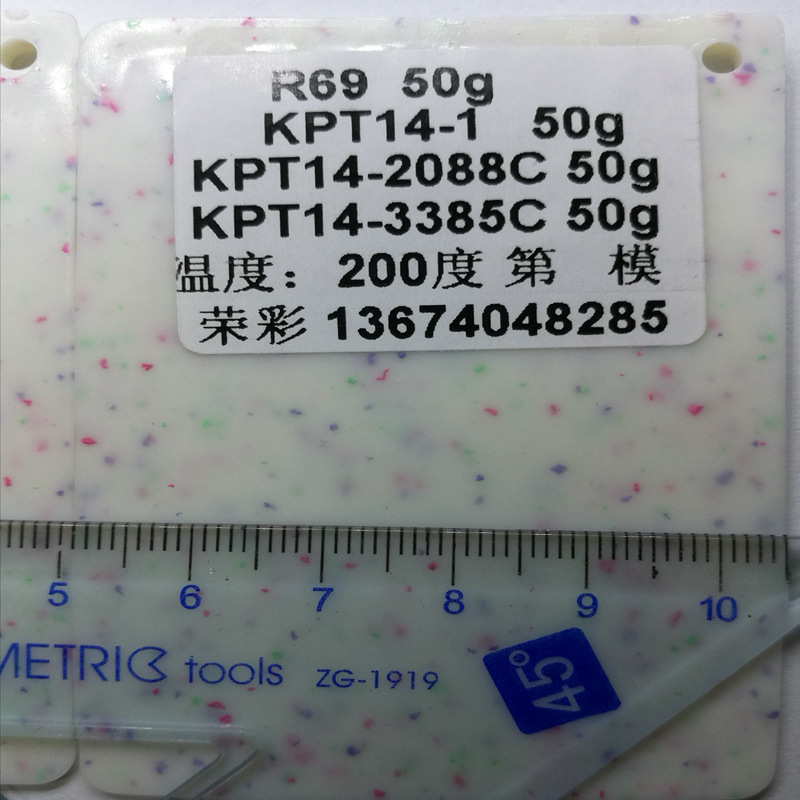 R69 50g
KPT14-1 50g
KPT14-2088C 50g
KPT14-3385C 50g
温度：200度 第 模
荣彩 13674048285
5 6 7 8 9 10
METRIC tools ZG-1919
45°